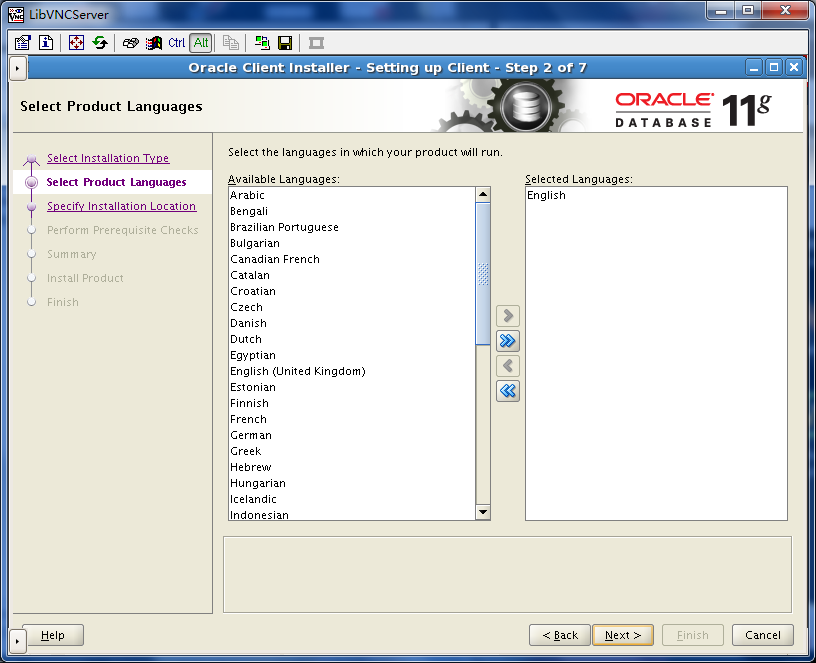 LibVNCServer
Ctrl Alt
Oracle Client Installer - Setting up Client - Step 2 of 7
Select Product Languages
ORACLE
DATABASE 11g
Select Installation Type
Select Product Languages
Specify Installation Location
Perform Prerequisite Checks
Summary
Install Product
Finish
Select the languages in which your product will run.
Available Languages:
Arabic
Bengali
Brazilian Portuguese
Bulgarian
Canadian French
Catalan
Croatian
Czech
Danish
Dutch
Egyptian
English (United Kingdom)
Estonian
Finnish
French
German
Greek
Hebrew
Hungarian
Icelandic
Indonesian
Selected Languages:
English
Help
< Back
Next >
Finish
Cancel